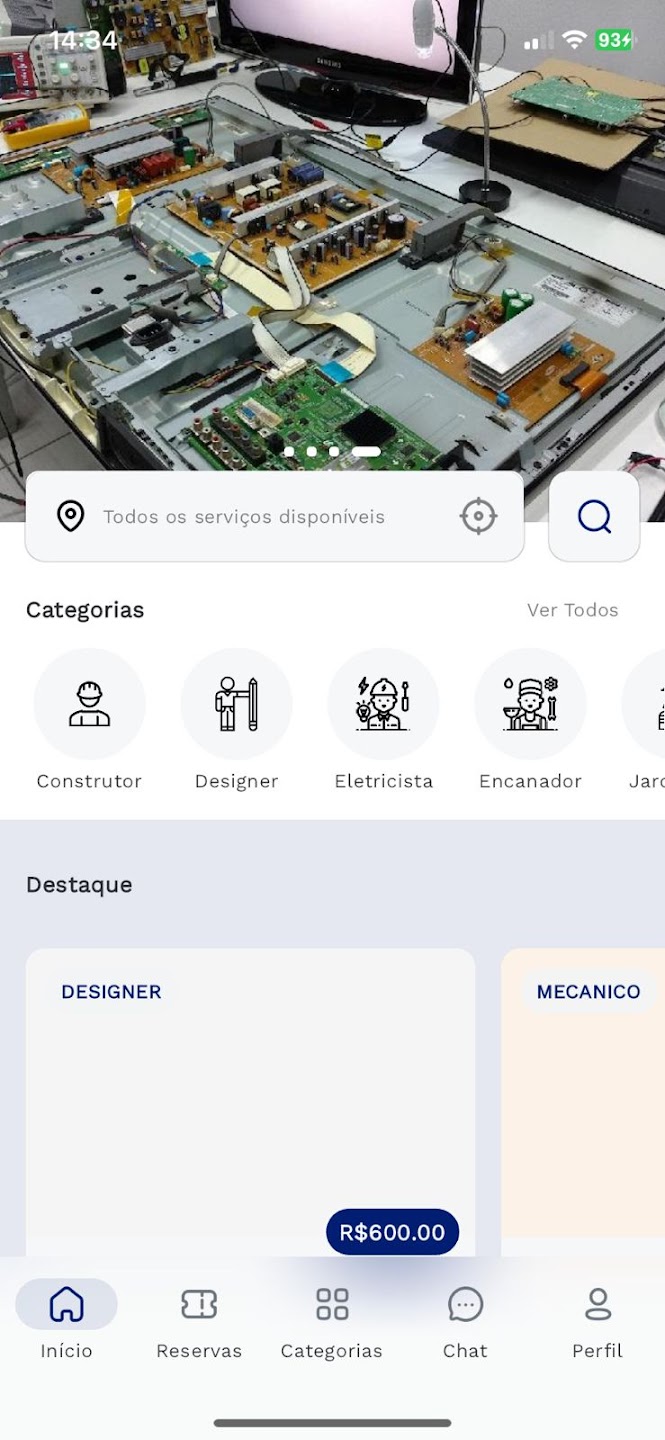 14:34
93
SAMSUNG
Todos os serviços disponíveis
Categorias
Ver Todos
Construtor
Designer
Eletricista
Encanador
Destaque
DESIGNER
MECANICO
R$600.00
Início
Reservas
Categorias
Chat
Perfil